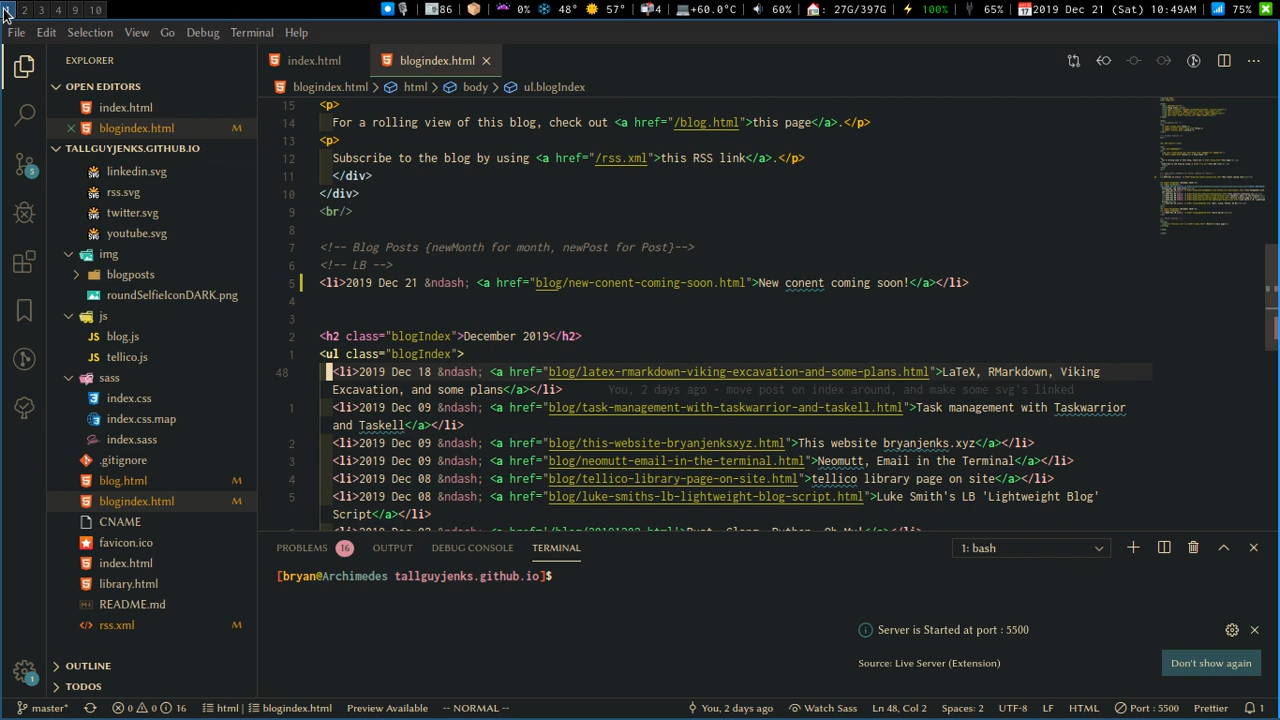 1 2 3 4 9 10 86 0% 48° 57° 4 +60.0°C 60% : 27G/397G 100% 65% 2019 Dec 21 (Sat) 10:49AM 75%
File Edit Selection View Go Debug Terminal Help
EXPLORER
OPEN EDITORS
index.html
blogindex.html M
TALLGUYJENKS.GITHUB.IO
linkedin.svg
rss.svg
twitter.svg
youtube.svg
img
blogposts
roundSelfieIconDARK.png
js
blog.js
tellico.js
sass
index.css
index.css.map
index.sass
.gitignore
blog.html M
blogindex.html M
CNAME
favicon.ico
index.html
library.html
README.md
rss.xml M
OUTLINE
TODOS
5
1
index.html blogindex.html
blogindex.html > html > body > ul.blogIndex
15 <p>
14 For a rolling view of this blog, check out <a href="/blog.html">this page</a>.</p>
13 <p>
12 Subscribe to the blog by using <a href="/rss.xml">this RSS link</a>.</p>
11 </div>
10 </div>
9 <br/>
8
7 <!-- Blog Posts {newMonth for month, newPost for Post}-->
6 <!-- LB -->
5 <li>2019 Dec 21 &ndash; <a href="blog/new-conent-coming-soon.html">New conent coming soon!</a></li>
4
3
2 <h2 class="blogIndex">December 2019</h2>
1 <ul class="blogIndex">
48 <li>2019 Dec 18 &ndash; <a href="blog/latex-rmarkdown-viking-excavation-and-some-plans.html">LaTeX, RMarkdown, Viking
Excavation, and some plans</a></li> You, 2 days ago • move post on index around, and make some svg's linked
1 <li>2019 Dec 09 &ndash; <a href="blog/task-management-with-taskwarrior-and-taskell.html">Task management with Taskwarrior
and Taskell</a></li>
2 <li>2019 Dec 09 &ndash; <a href="blog/this-website-bryanjenksxyz.html">This website bryanjenks.xyz</a></li>
3 <li>2019 Dec 09 &ndash; <a href="blog/neomutt-email-in-the-terminal.html">Neomutt, Email in the Terminal</a></li>
4 <li>2019 Dec 08 &ndash; <a href="blog/tellico-library-page-on-site.html">tellico library page on site</a></li>
5 <li>2019 Dec 08 &ndash; <a href="blog/luke-smiths-lb-lightweight-blog-script.html">Luke Smith's LB 'Lightweight Blog'
Script</a></li>
PROBLEMS 16 OUTPUT DEBUG CONSOLE TERMINAL 1: bash
[bryan@Archimedes tallguyjenks.github.io]$
Server is Started at port : 5500
Source: Live Server (Extension) Don't show again
master* 0 0 16 html | blogindex.html Preview Available -- NORMAL -- You, 2 days ago Watch Sass Ln 48, Col 2 Spaces: 2 UTF-8 LF HTML Port : 5500 Prettier 1